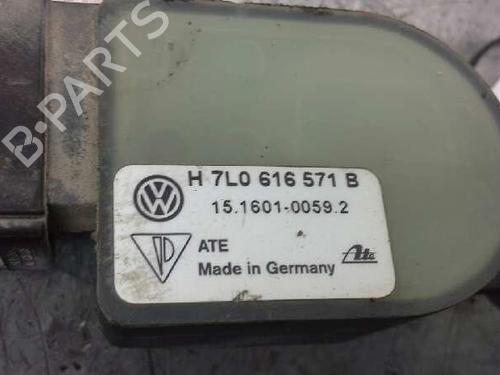 B-PARTS
H 7L0 616 571 B
15.1601-0059.2
ATE
Made in Germany
Ate